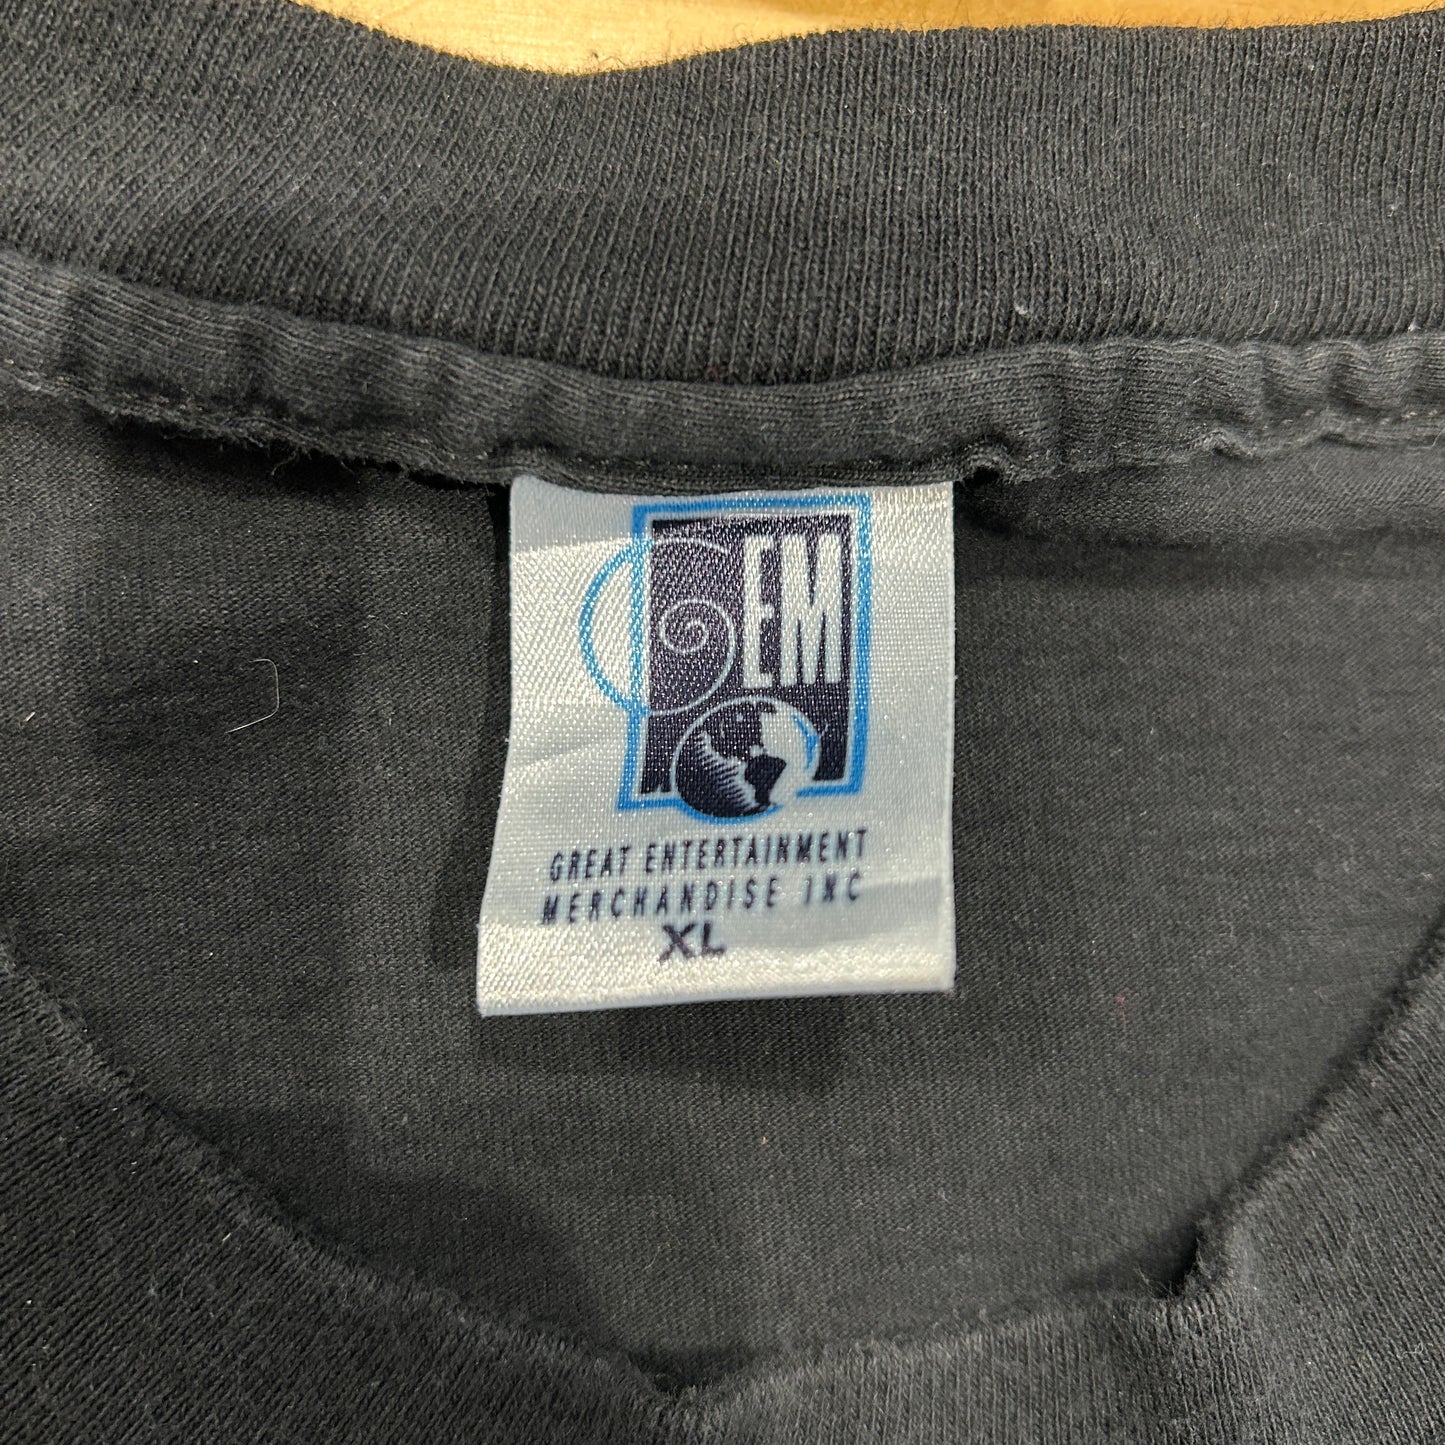 GEM
GREAT ENTERTAINMENT
MERCHANDISE INC
XL